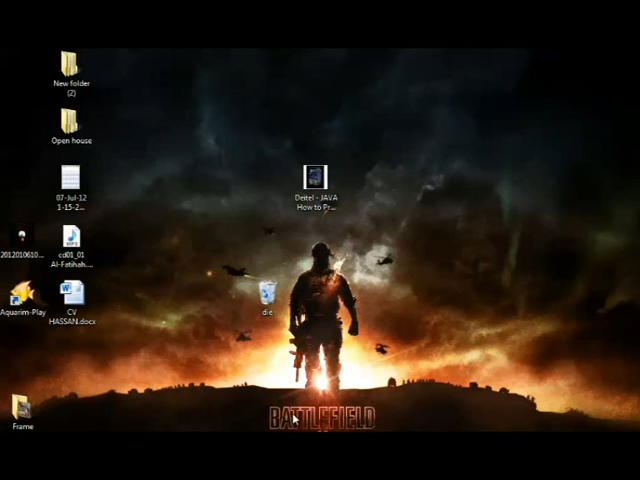 New folder
(2)
Open house
07-Jul-12
1-15-2...
Deitel - JAVA
How to Pr...
2012010610...
cd01_01
Al-Fatihah....
Aquarim-Play
CV
HASSAN.docx
die
Frame
BATTLEFIELD